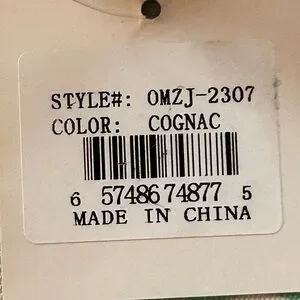 STYLE#: OMZJ-2307
COLOR: COGNAC
6 57486 74877 5
MADE IN CHINA